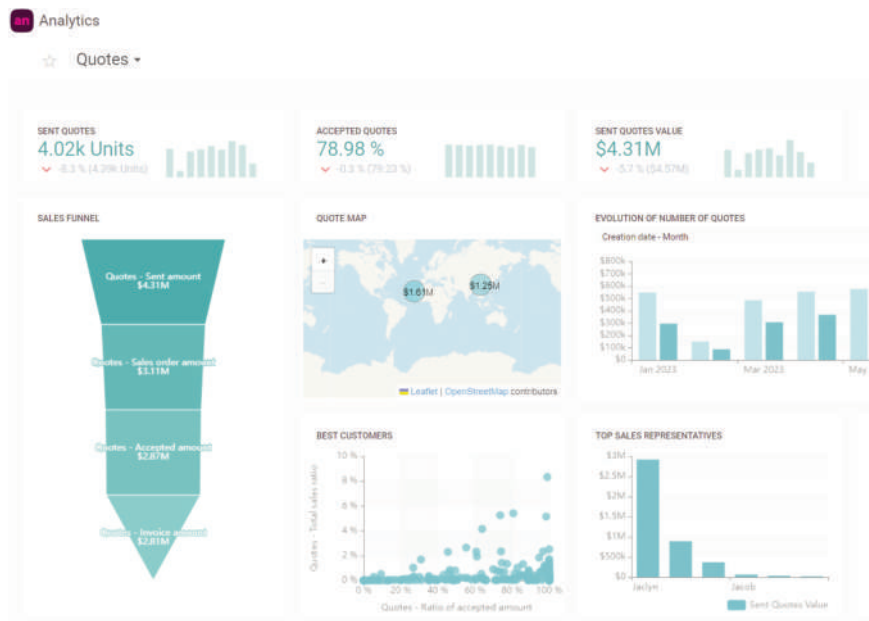 an Analytics
Quotes
SENT QUOTES
4.02k Units
-8.3 % (4.39k Units)
ACCEPTED QUOTES
78.98 %
-0.3 % (79.23 %)
SENT QUOTES VALUE
$4.31M
-5.7 % ($4.57M)
SALES FUNNEL
Quotes - Sent amount
$4.31M
Quotes - Sales order amount
$3.11M
Quotes - Accepted amount
$2.87M
Quotes - Invoice amount
$2.81M
QUOTE MAP
+
-
$1.61M
$1.25M
Leaflet | OpenStreetMap contributors
EVOLUTION OF NUMBER OF QUOTES
Creation date - Month
$800k
$700k
$600k
$500k
$400k
$300k
$200k
$100k
$0
Jan 2023
Mar 2023
May
BEST CUSTOMERS
Quotes - Total sales ratio
10 %
8 %
6 %
4 %
2 %
0 %
0 %
20 %
40 %
60 %
80 %
100 %
Quotes - Ratio of accepted amount
TOP SALES REPRESENTATIVES
$3M
$2.5M
$2M
$1.5M
$1M
$500k
$0
Jaclyn
Jacob
Sent Quotes Value